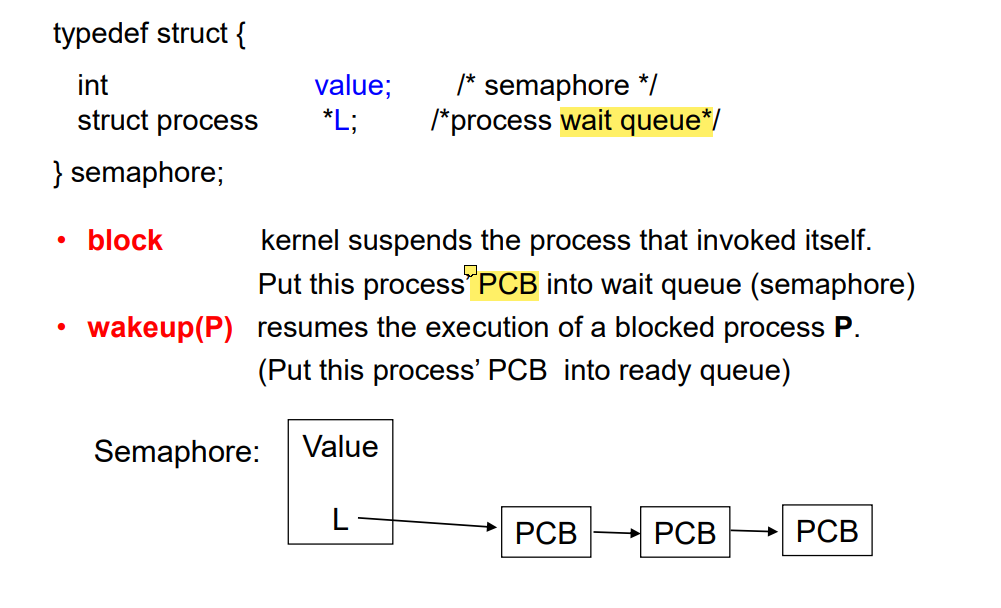 typedef struct {
int value; /* semaphore */
struct process *L; /*process wait queue*/
} semaphore;
• block kernel suspends the process that invoked itself.
Put this process’ PCB into wait queue (semaphore)
• wakeup(P) resumes the execution of a blocked process P.
(Put this process’ PCB into ready queue)
Semaphore:
Value
L
PCB
PCB
PCB